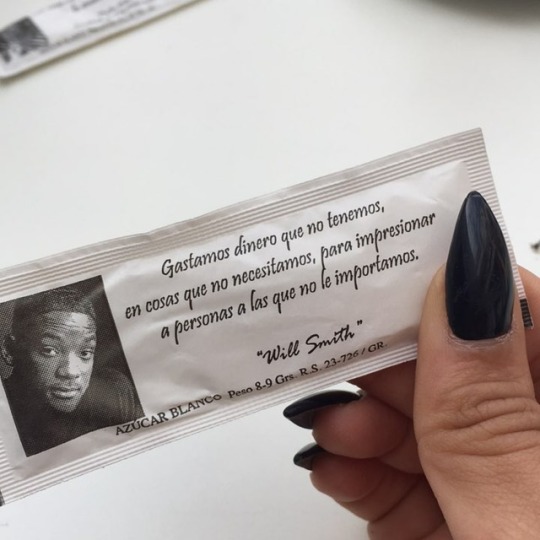 Gastamos dinero que no tenemos,
en cosas que no necesitamos, para impresionar
a personas a las que no le importamos.
"Will Smith"
AZÚCAR BLANCO Peso 8-9 Grs R.S. 23-726 / GR.